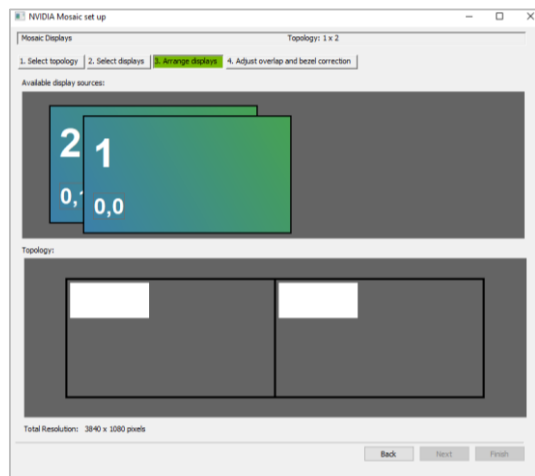 NVIDIA Mosaic set up
Mosaic Displays Topology: 1 x 2
1. Select topology 2. Select displays 3. Arrange displays 4. Adjust overlap and bezel correction
Available display sources:
2 1
0,1 0,0
Topology:
Total Resolution: 3840 x 1080 pixels
Back Next Finish